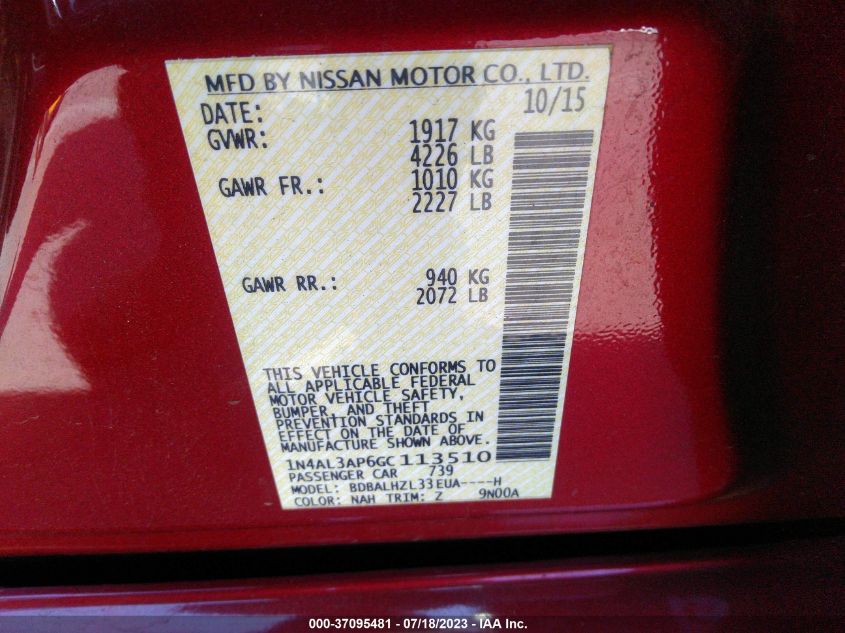 MFD BY NISSAN MOTOR CO., LTD.
DATE: 10/15
GVWR: 1917 KG
4226 LB
GAWR FR.: 1010 KG
2227 LB
GAWR RR.: 940 KG
2072 LB
THIS VEHICLE CONFORMS TO
ALL APPLICABLE FEDERAL
MOTOR VEHICLE SAFETY,
BUMPER, AND THEFT
PREVENTION STANDARDS IN
EFFECT ON THE DATE OF
MANUFACTURE SHOWN ABOVE.
1N4AL3AP6GC113510
PASSENGER CAR 739
MODEL: BDBALHZL33EUA----H
COLOR: NAH TRIM: Z 9N00A
000-37095481 - 07/18/2023 - IAA Inc.